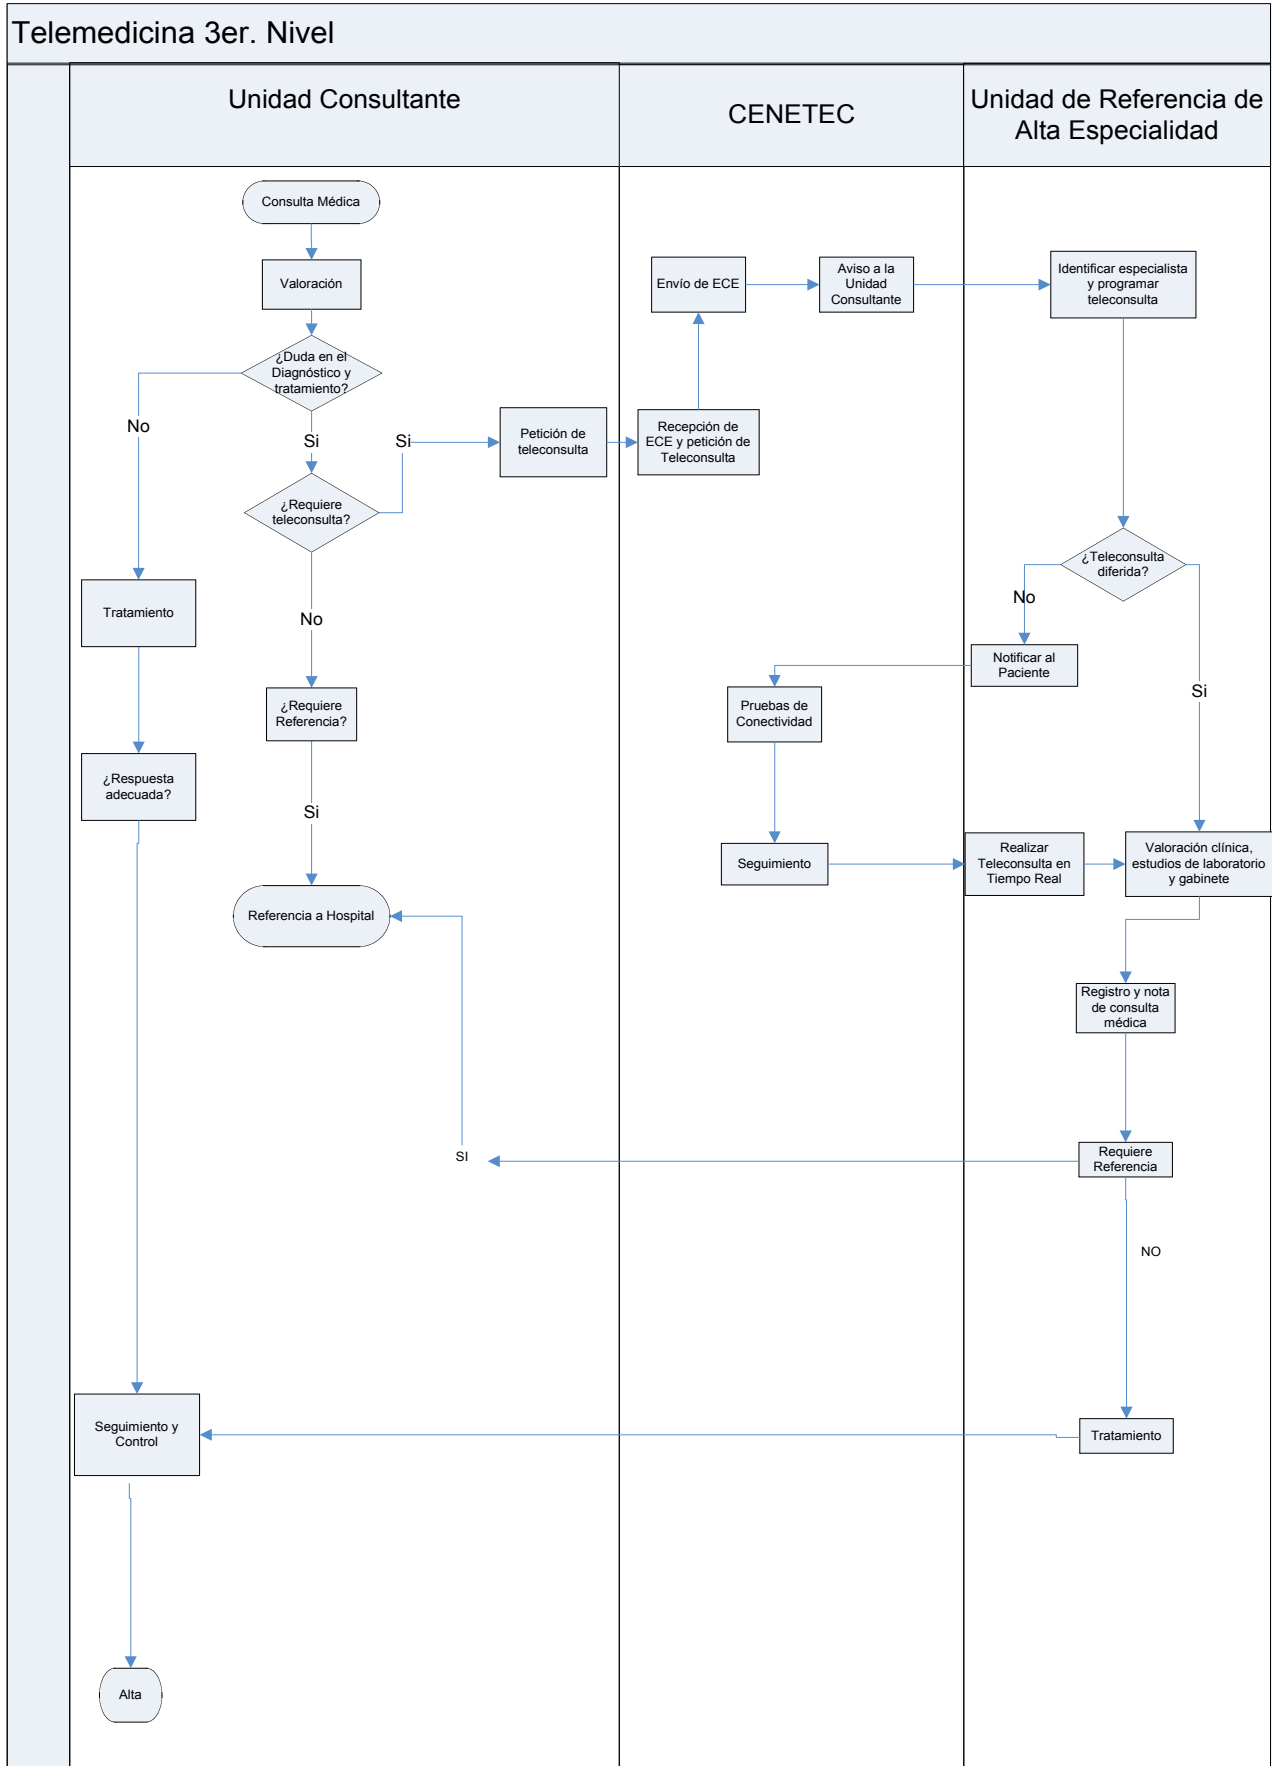 Telemedicina 3er. Nivel
Unidad Consultante
CENETEC
Unidad de Referencia de
Alta Especialidad
Consulta Médica
Valoración
¿Duda en el
Diagnóstico y
tratamiento?
No
Si
Si
¿Requiere
teleconsulta?
Petición de
teleconsulta
Recepción de
ECE y petición de
Teleconsulta
Envío de ECE
Aviso a la
Unidad
Consultante
Identificar especialista
y programar
teleconsulta
¿Teleconsulta
diferida?
No
Si
Notificar al
Paciente
Tratamiento
No
¿Requiere
Referencia?
Pruebas de
Conectividad
¿Respuesta
adecuada?
Si
Seguimiento
Realizar
Teleconsulta en
Tiempo Real
Valoración clínica,
estudios de laboratorio
y gabinete
Referencia a Hospital
Registro y nota
de consulta
médica
SI
Requiere
Referencia
NO
Seguimiento y
Control
Tratamiento
Alta